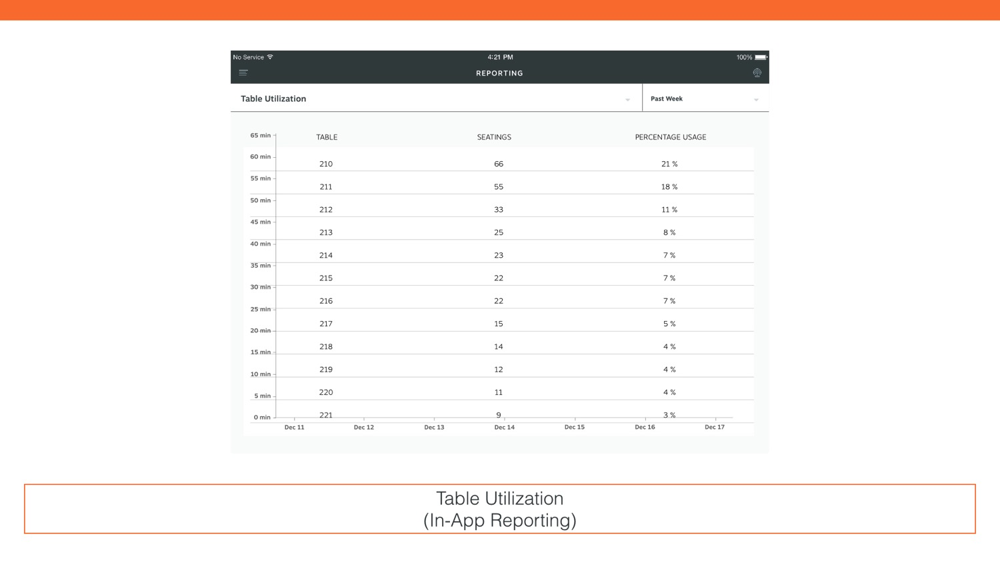 No Service 4:21 PM 100%
REPORTING
Table Utilization Past Week
65 min TABLE SEATINGS PERCENTAGE USAGE
60 min
210 66 21 %
55 min
211 55 18 %
50 min
212 33 11 %
45 min
213 25 8 %
40 min
214 23 7 %
35 min
215 22 7 %
30 min
216 22 7 %
25 min
217 15 5 %
20 min
218 14 4 %
15 min
219 12 4 %
10 min
220 11 4 %
5 min
221 9 3 %
0 min
Dec 11 Dec 12 Dec 13 Dec 14 Dec 15 Dec 16 Dec 17
Table Utilization
(In-App Reporting)